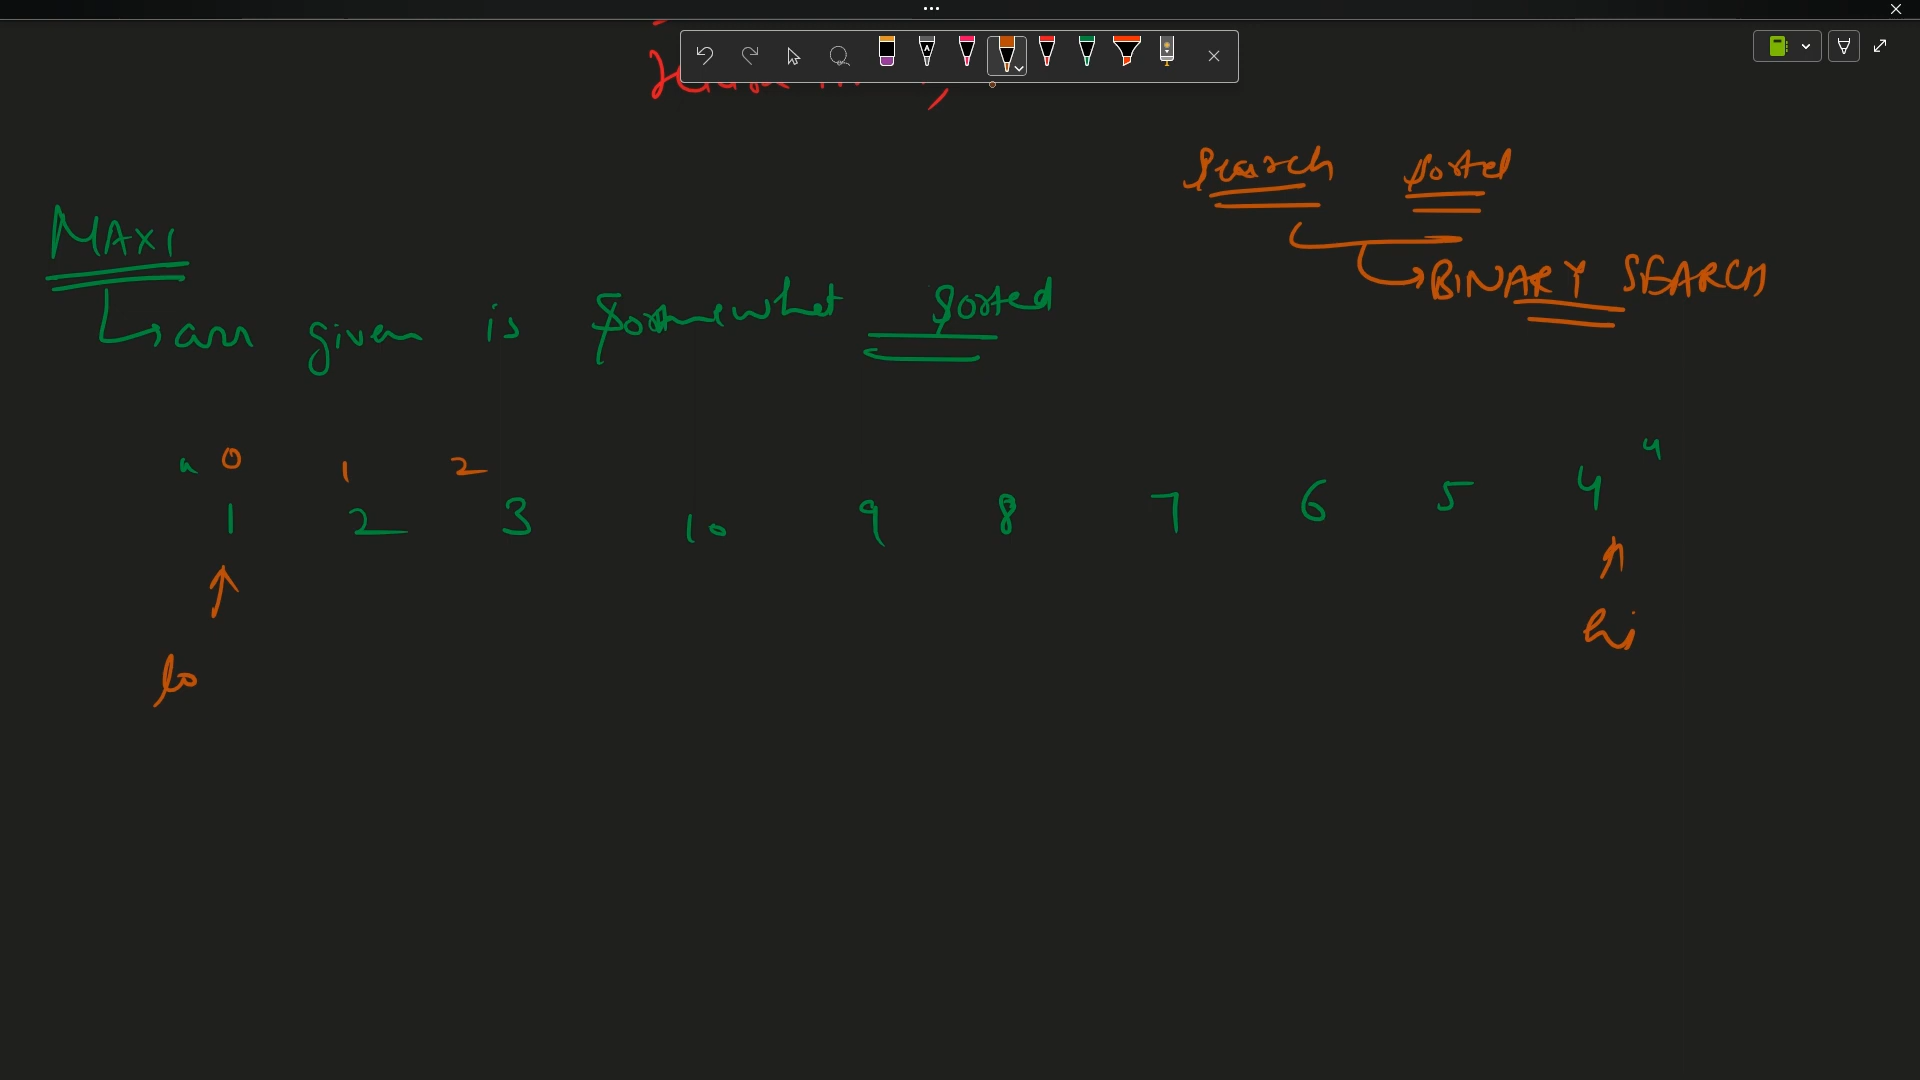 Search sorted
MAXI
BINARY SEARCH
arr given is somewhat sorted
0 1 2 4
1 2 3 10 9 8 7 6 5 4
hi
lo